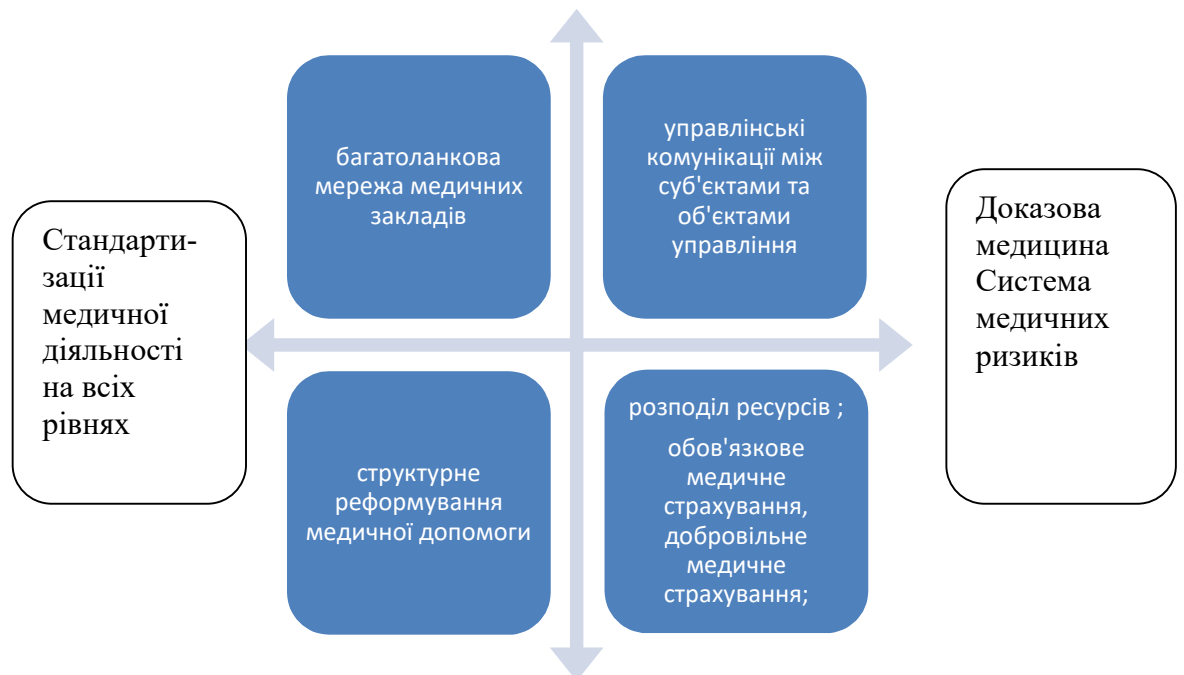 Стандарти-
зації
медичної
діяльності
на всіх
рівнях
багатоланкова
мережа медичних
закладів
управлінські
комунікації між
суб'єктами та
об'єктами
управління
структурне
реформування
медичної допомоги
розподіл ресурсів ;
обов'язкове
медичне
страхування,
добровільне
медичне
страхування;
Доказова
медицина
Система
медичних
ризиків